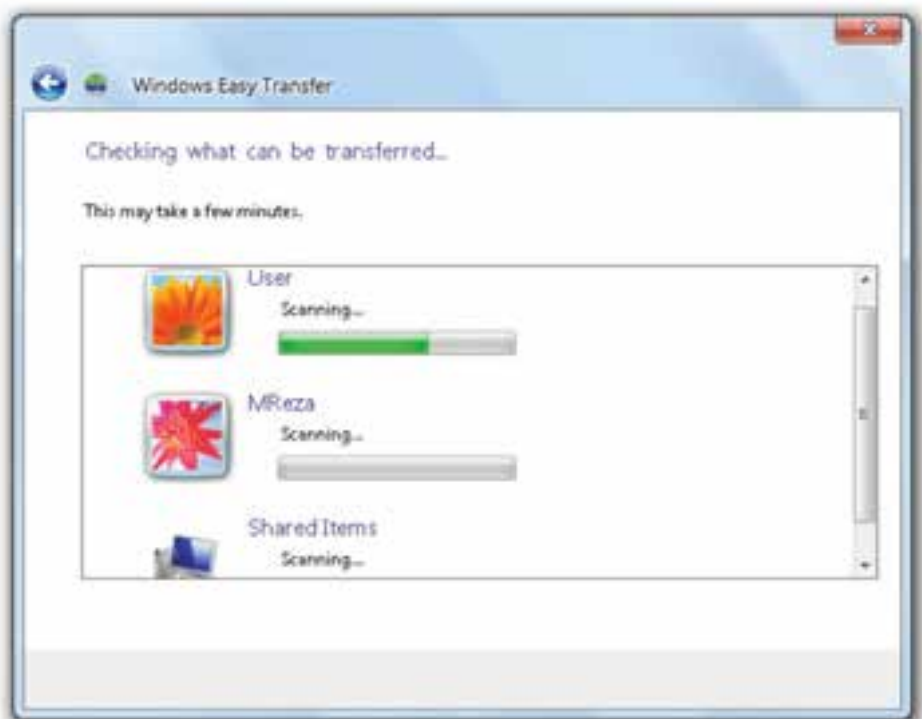 Windows Easy Transfer
Checking what can be transferred...
This may take a few minutes.
User
Scanning...
MReza
Scanning...
Shared Items
Scanning...